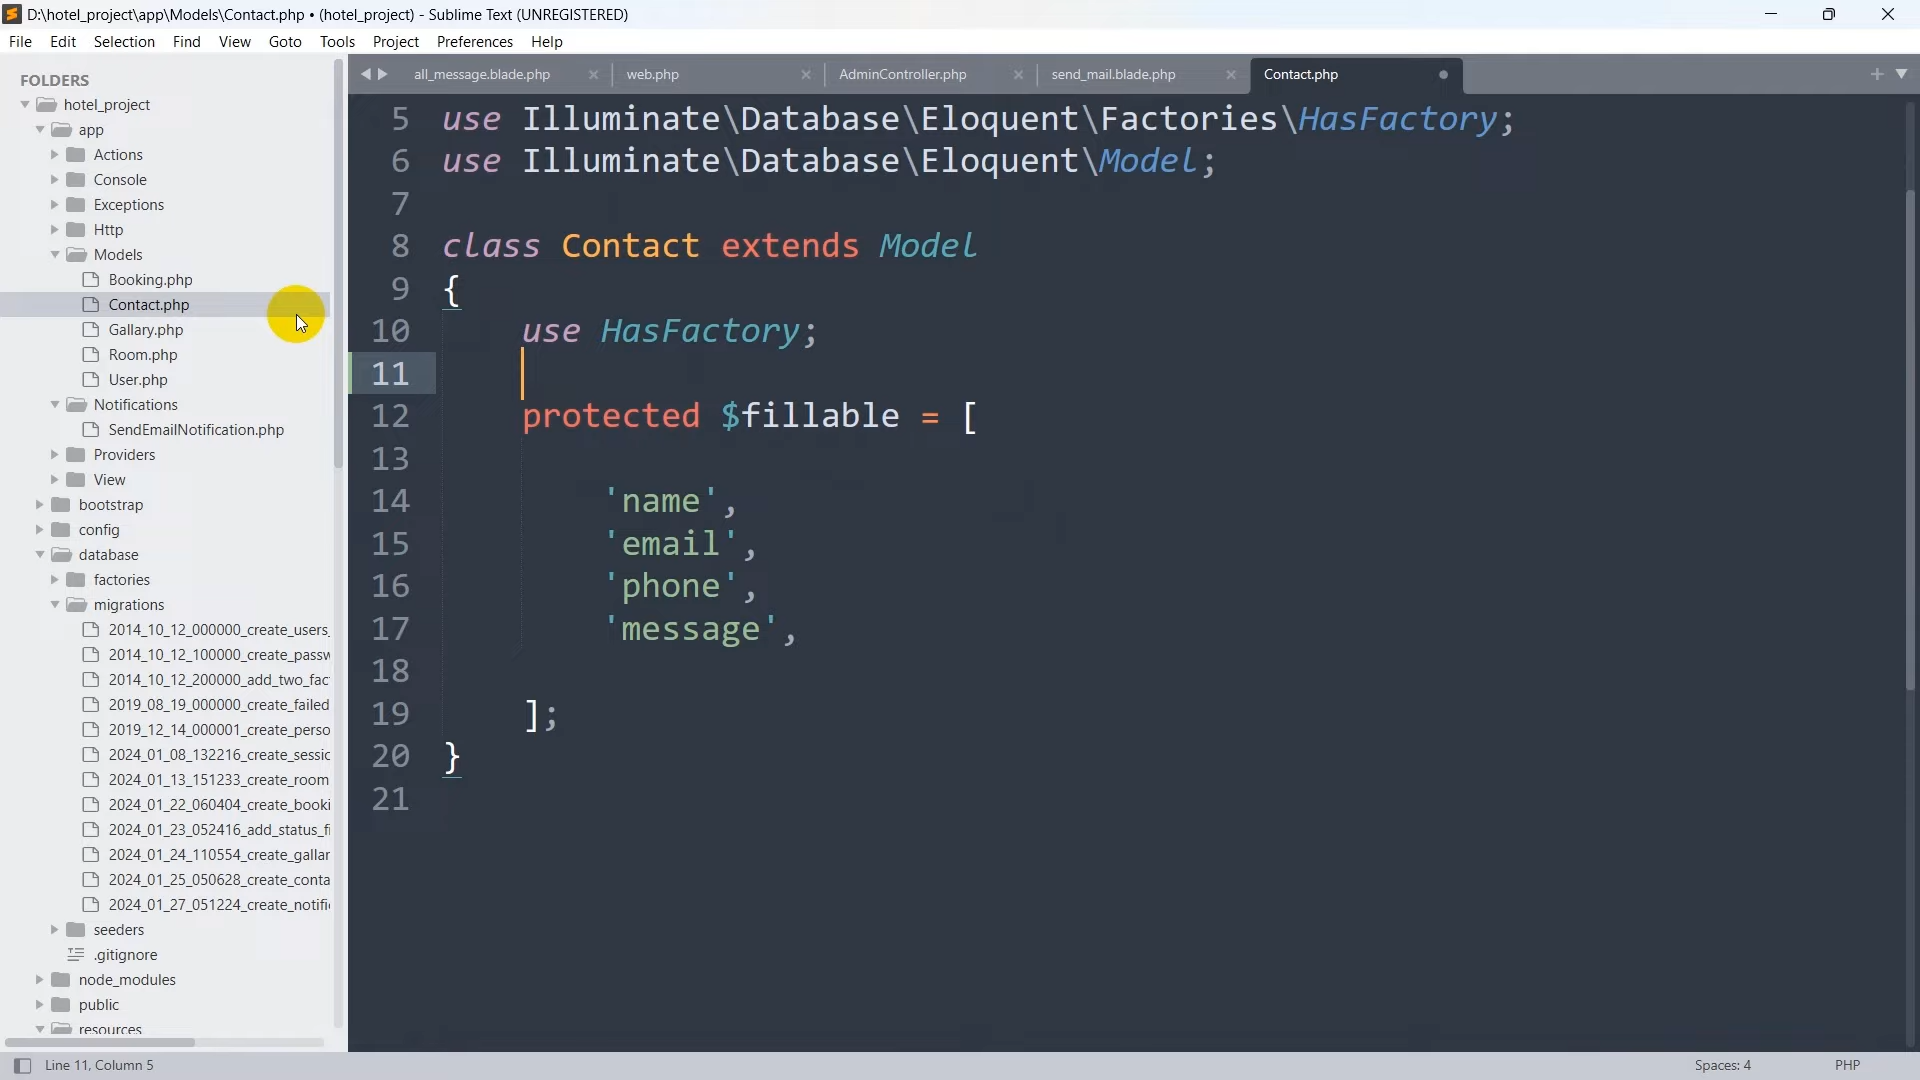 D:\hotel_project\app\Models\Contact.php • (hotel_project) - Sublime Text (UNREGISTERED)
File Edit Selection Find View Goto Tools Project Preferences Help
FOLDERS
hotel_project
app
Actions
Console
Exceptions
Http
Models
Booking.php
Contact.php
Gallary.php
Room.php
User.php
Notifications
SendEmailNotification.php
Providers
View
bootstrap
config
database
factories
migrations
2014_10_12_000000_create_users_
2014_10_12_100000_create_passw
2014_10_12_200000_add_two_fac
2019_08_19_000000_create_failed
2019_12_14_000001_create_perso
2024_01_08_132216_create_sessic
2024_01_13_151233_create_room
2024_01_22_060404_create_booki
2024_01_23_052416_add_status_fi
2024_01_24_110554_create_gallar
2024_01_25_050628_create_conta
2024_01_27_051224_create_notifi
seeders
.gitignore
node_modules
public
resources
all_message.blade.php web.php AdminController.php send_mail.blade.php Contact.php
5 use Illuminate\Database\Eloquent\Factories\HasFactory;
6 use Illuminate\Database\Eloquent\Model;
7
8 class Contact extends Model
9 {
10 use HasFactory;
11
12 protected $fillable = [
13
14 'name',
15 'email',
16 'phone',
17 'message',
18
19 ];
20 }
21
Line 11, Column 5 Spaces: 4 PHP